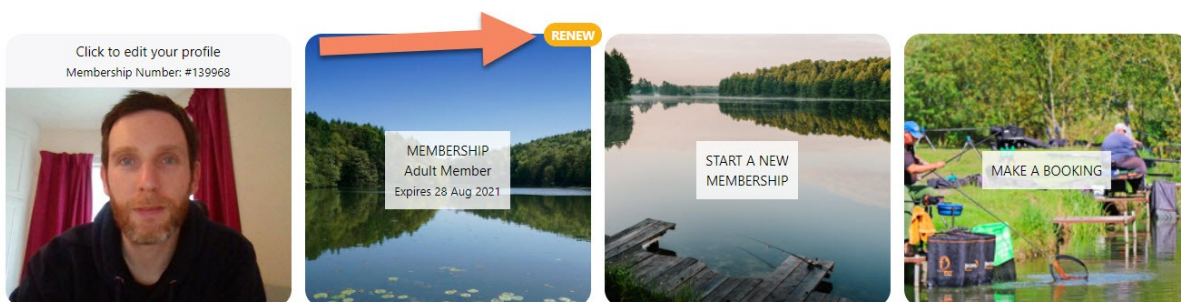 Click to edit your profile
Membership Number: #139968
RENEW
MEMBERSHIP
Adult Member
Expires 28 Aug 2021
START A NEW
MEMBERSHIP
MAKE A BOOKING